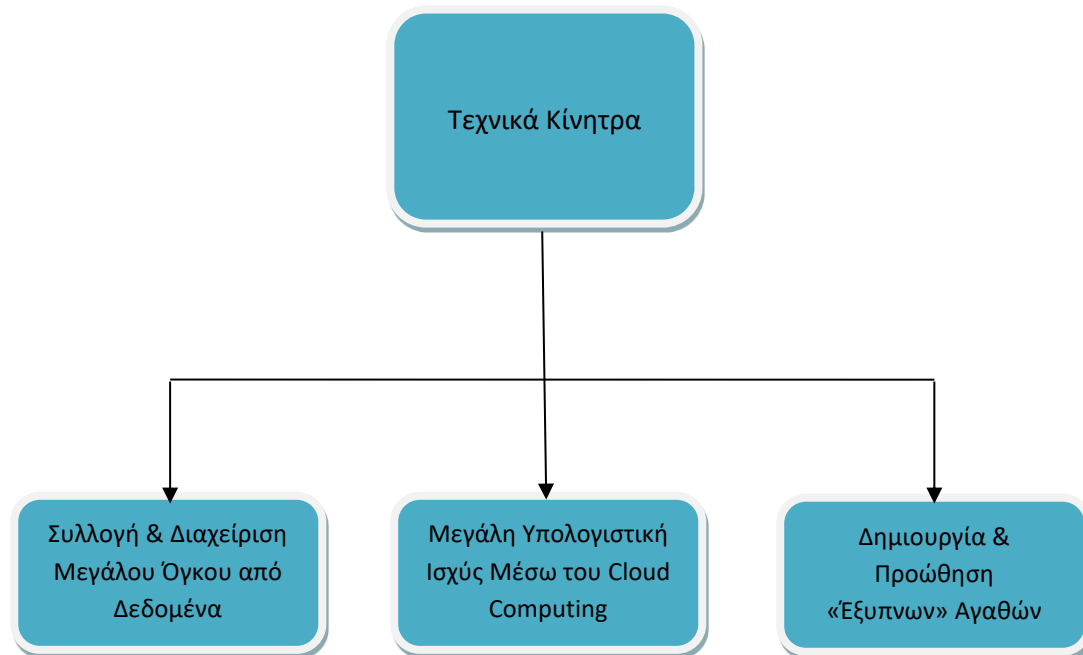 Τεχνικά Κίνητρα
Συλλογή & Διαχείριση
Μεγάλου Όγκου από
Δεδομένα
Μεγάλη Υπολογιστική
Ισχύς Μέσω του Cloud
Computing
Δημιουργία &
Προώθηση
«Έξυπνων» Αγαθών